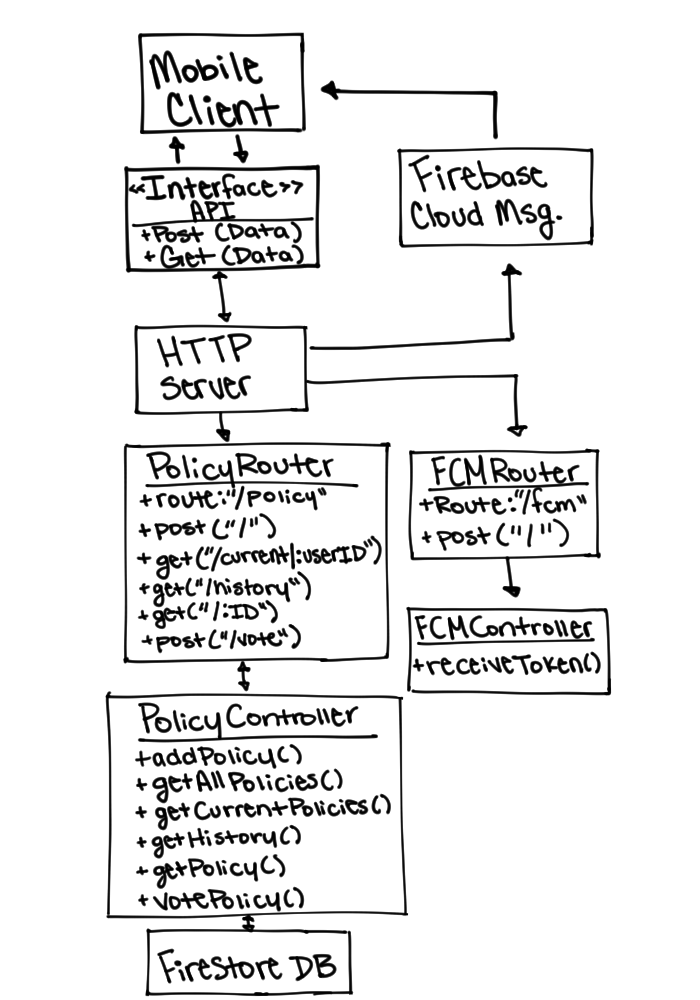 Mobile
Client
<<Interface>>
API
+Post (Data)
+ Get (Data)
Firebase
Cloud Msg.
HTTP
Server
PolicyRouter
+route:"/policy"
+post("/")
+get("/current/:userID")
+get("/history")
+get("/:ID")
+post("/vote")
FCMRouter
+Route:"/fcm"
+post("/")
FCMController
+receiveToken()
PolicyController
+addPolicy()
+getAllPolicies()
+getCurrentPolicies()
+getHistory()
+getPolicy()
+votePolicy()
FireStore DB